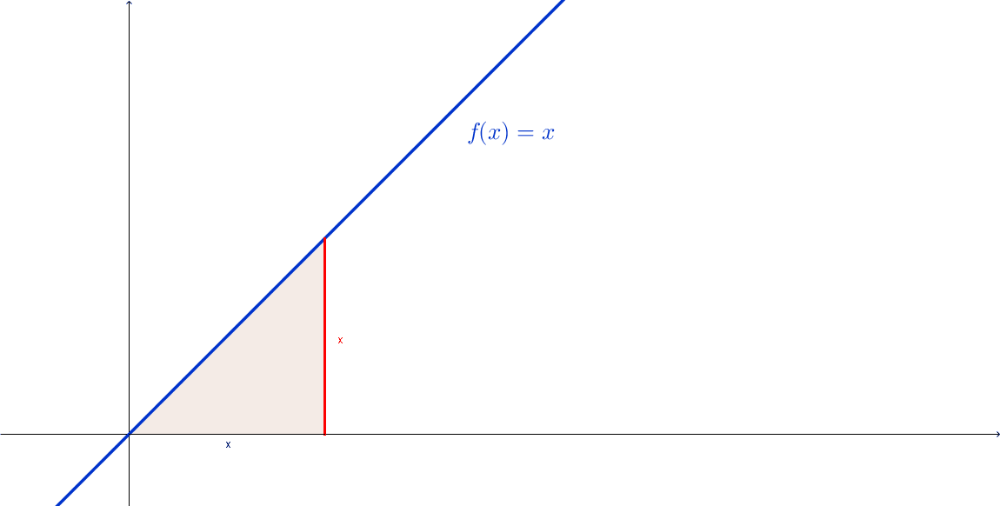 f(x) = x
x
x